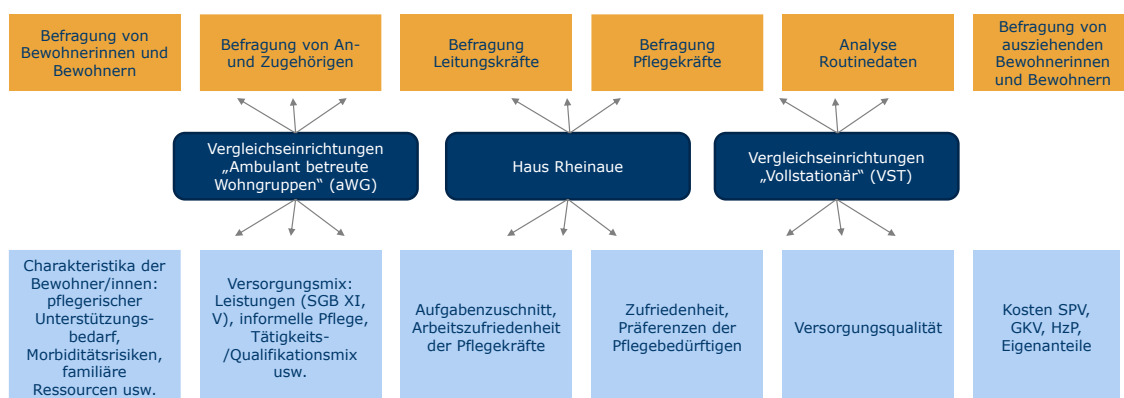 Befragung von
Bewohnerinnen und
Bewohnern
Befragung von An-
und Zugehörigen
Befragung
Leitungskräfte
Befragung
Pflegekräfte
Analyse
Routinedaten
Befragung von
ausziehenden
Bewohnerinnen
und Bewohnern
Vergleichseinrichtungen
„Ambulant betreute
Wohngruppen“ (aWG)
Haus Rheinaue
Vergleichseinrichtungen
„Vollstationär“ (VST)
Charakteristika der
Bewohner/innen:
pflegerischer
Unterstützungs-
bedarf,
Morbiditätsrisiken,
familiäre
Ressourcen usw.
Versorgungsmix:
Leistungen (SGB XI,
V), informelle Pflege,
Tätigkeits-
/Qualifikationsmix
usw.
Aufgabenzuschnitt,
Arbeitszufriedenheit
der Pflegekräfte
Zufriedenheit,
Präferenzen der
Pflegebedürftigen
Versorgungsqualität
Kosten SPV,
GKV, HzP,
Eigenanteile